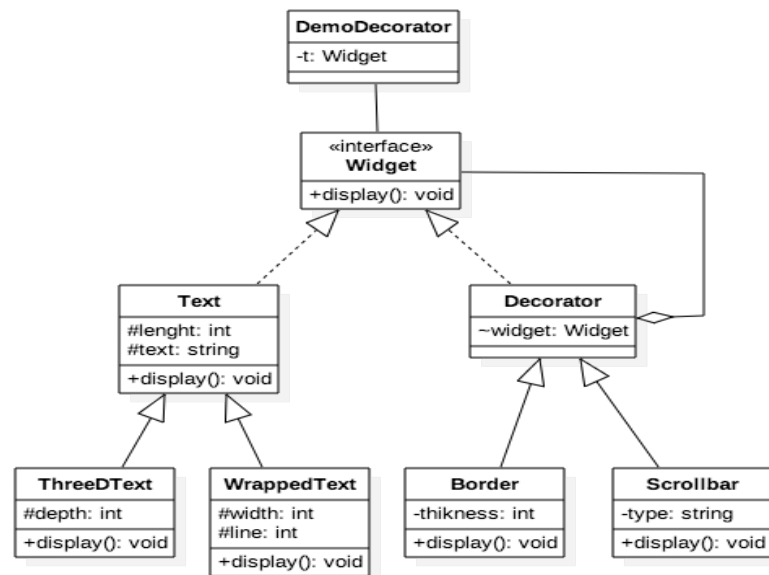 DemoDecorator
-t: Widget
«interface»
Widget
+display(): void
Text
#lenght: int
#text: string
+display(): void
Decorator
~widget: Widget
ThreeDText
#depth: int
+display(): void
WrappedText
#width: int
#line: int
+display(): void
Border
-thikness: int
+display(): void
Scrollbar
-type: string
+display(): void